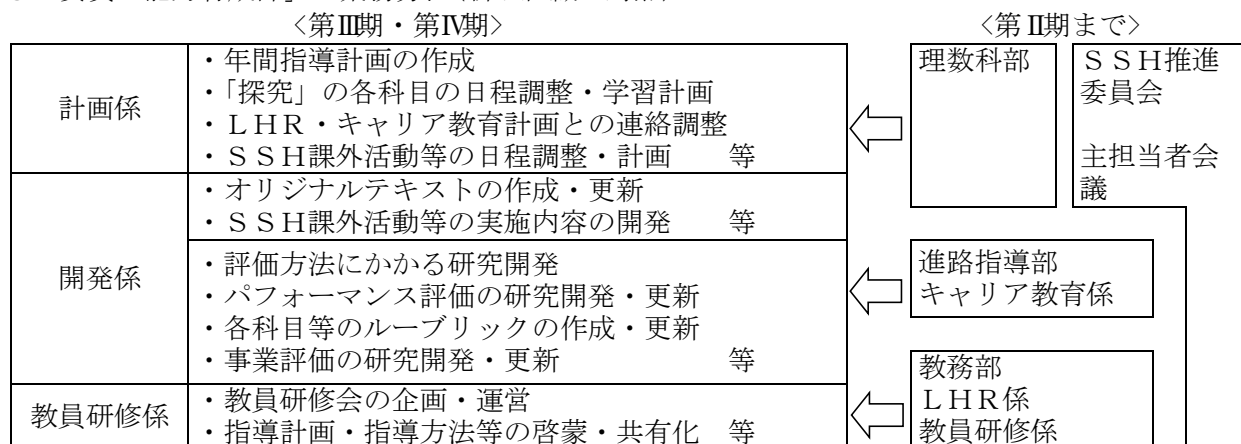 <第Ⅲ期・第Ⅳ期>
<第Ⅱ期まで>
計画係
・年間指導計画の作成
・「探究」の各科目の日程調整・学習計画
・ＬＨＲ・キャリア教育計画との連絡調整
・ＳＳＨ課外活動等の日程調整・計画　等
開発係
・オリジナルテキストの作成・更新
・ＳＳＨ課外活動等の実施内容の開発　等
・評価方法にかかる研究開発
・パフォーマンス評価の研究開発・更新
・各科目等のルーブリックの作成・更新
・事業評価の研究開発・更新　等
教員研修係
・教員研修会の企画・運営
・指導計画・指導方法等の啓蒙・共有化　等
理数科部
ＳＳＨ推進
委員会
主担当者会
議
進路指導部
キャリア教育係
教務部
ＬＨＲ係
教員研修係